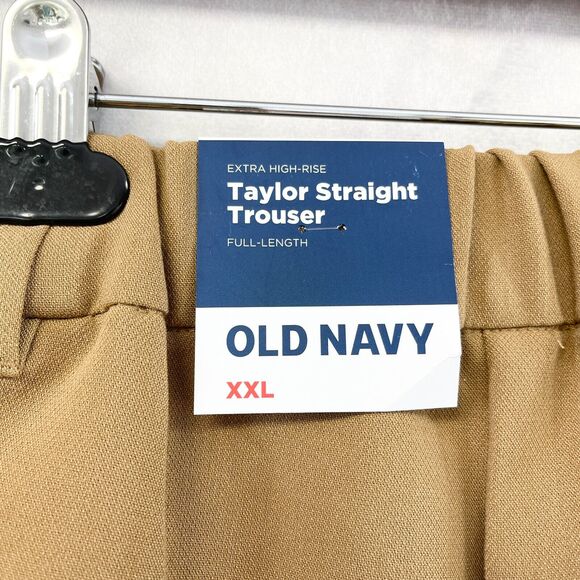 EXTRA HIGH-RISE
Taylor Straight
Trouser
FULL-LENGTH
OLD NAVY
XXL